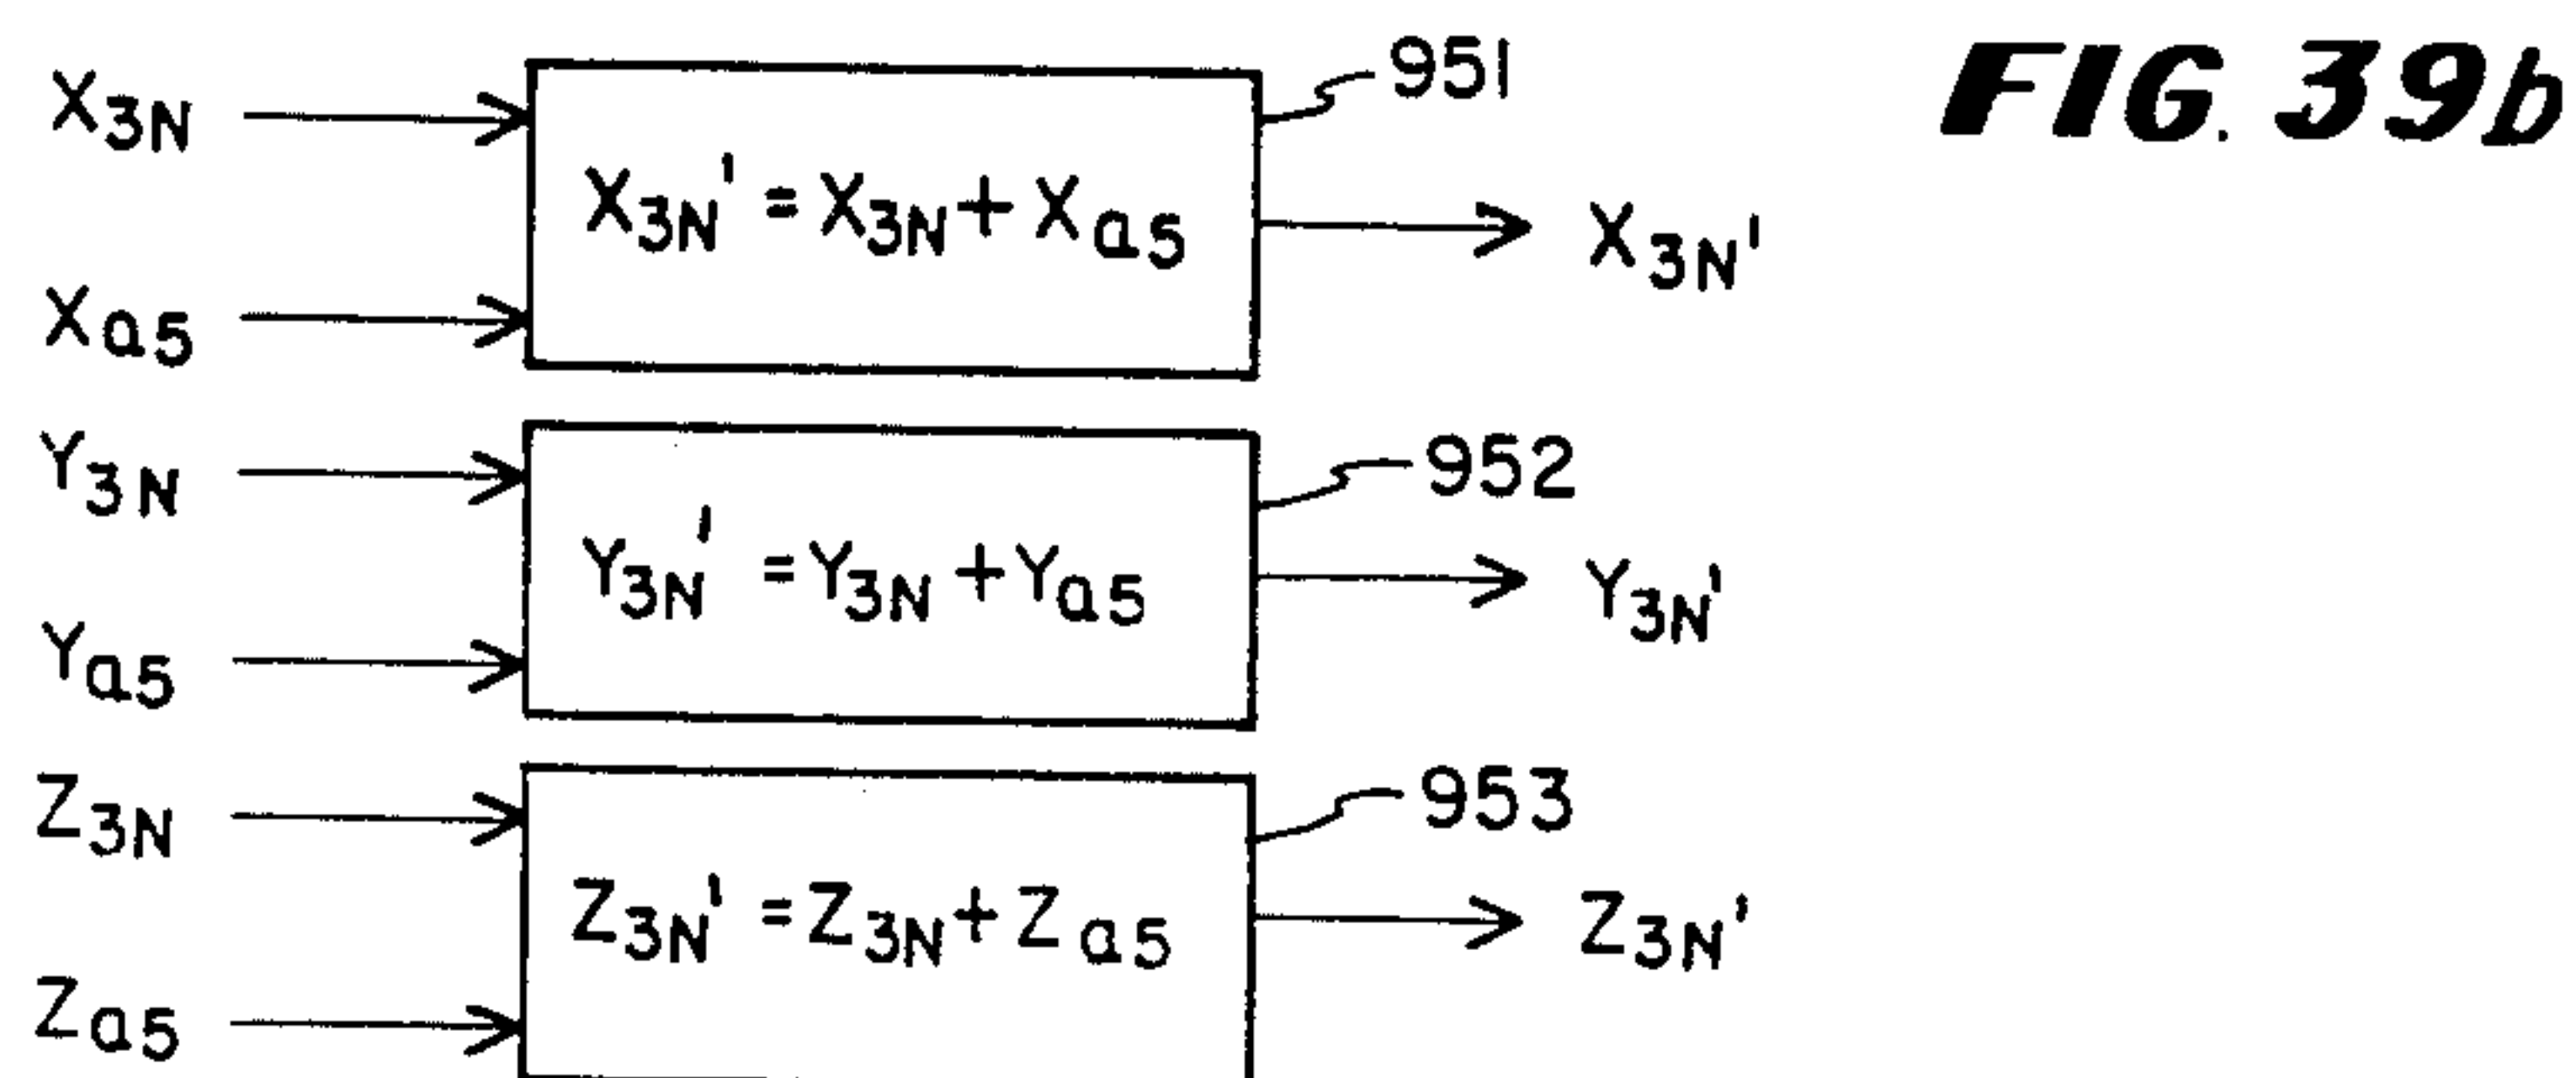 FIG. 39b
X3N
951
X3N' = X3N + Xa5
X3N'
Xa5
Y3N
952
Y3N' = Y3N + Ya5
Y3N'
Ya5
Z3N
953
Z3N' = Z3N + Za5
Z3N'
Za5